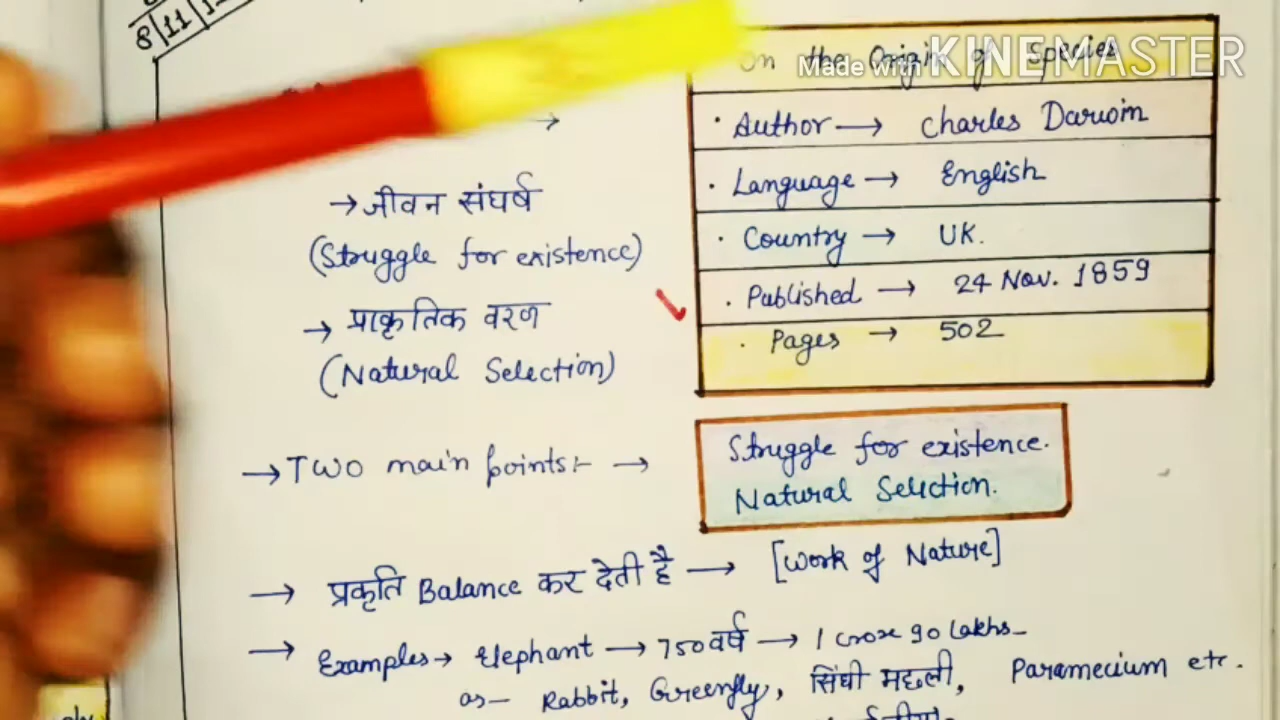 8 | 11 |
On the Origin of Species
Made with KINEMASTER
· Author → Charles Darwin
→ जीवन संघर्ष
· Language → English
(Struggle for existence)
· Country → UK.
→ प्राकृतिक वरण
· Published → 24 Nov. 1859
(Natural Selection)
· Pages → 502
→ Two main points:- →
Struggle for existence.
Natural Selection.
→ प्रकृति Balance कर देती है → [Work of Nature]
→ Examples → Elephant → 750 वर्ष → 1 crore 90 Lakhs -
as - Rabbit, Greenfly, सिंघी मछली, Paramecium etc.